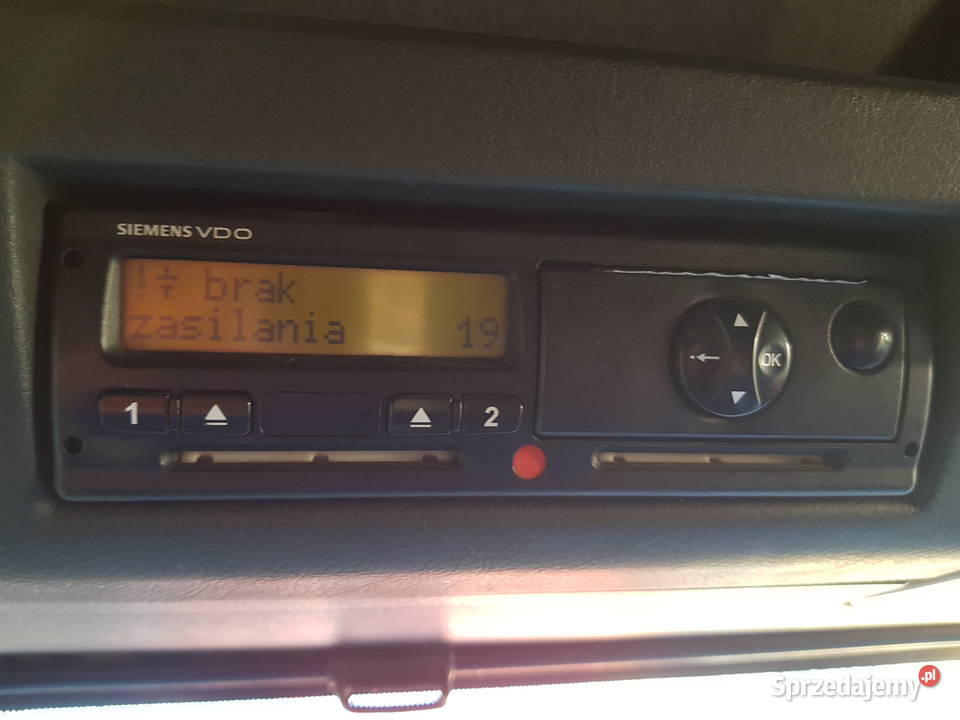 SIEMENS VDO
! brak
zasilania 19
1
2
OK
Sprzedajemy.pl